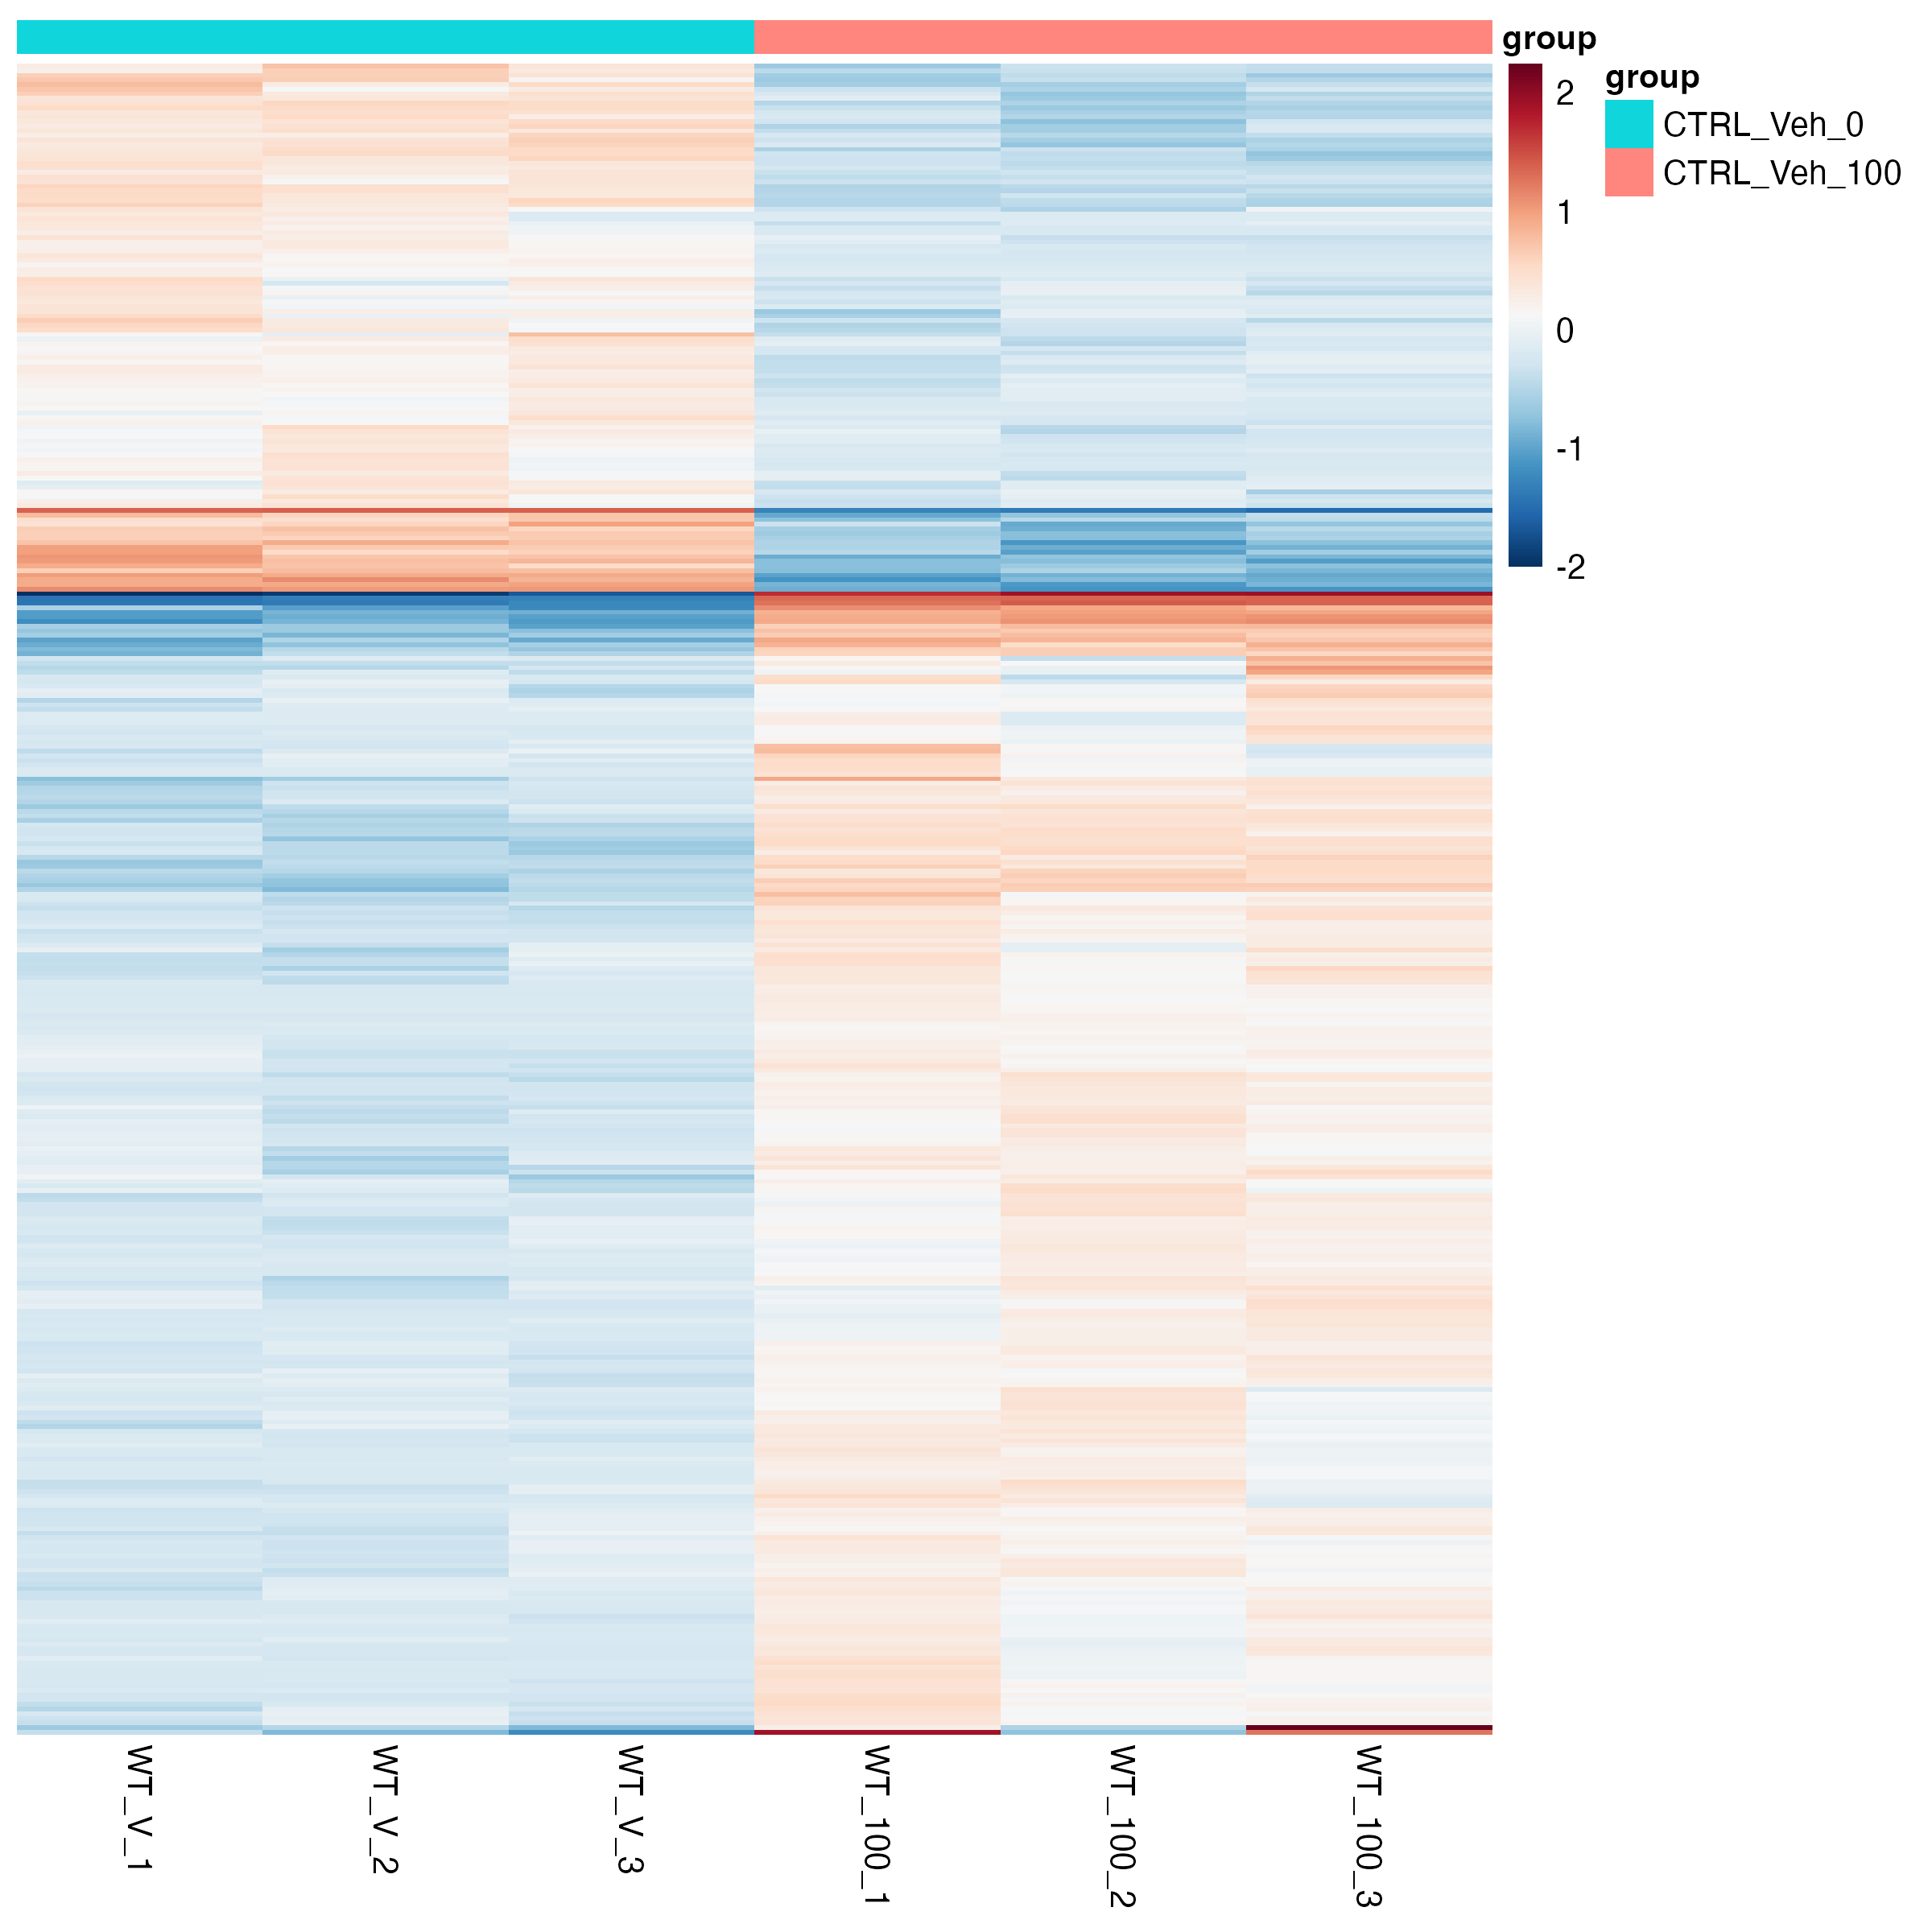 group
group
2
1
0
-1
-2
CTRL_Veh_0
CTRL_Veh_100
WT_V_1
WT_V_2
WT_V_3
WT_100_1
WT_100_2
WT_100_3